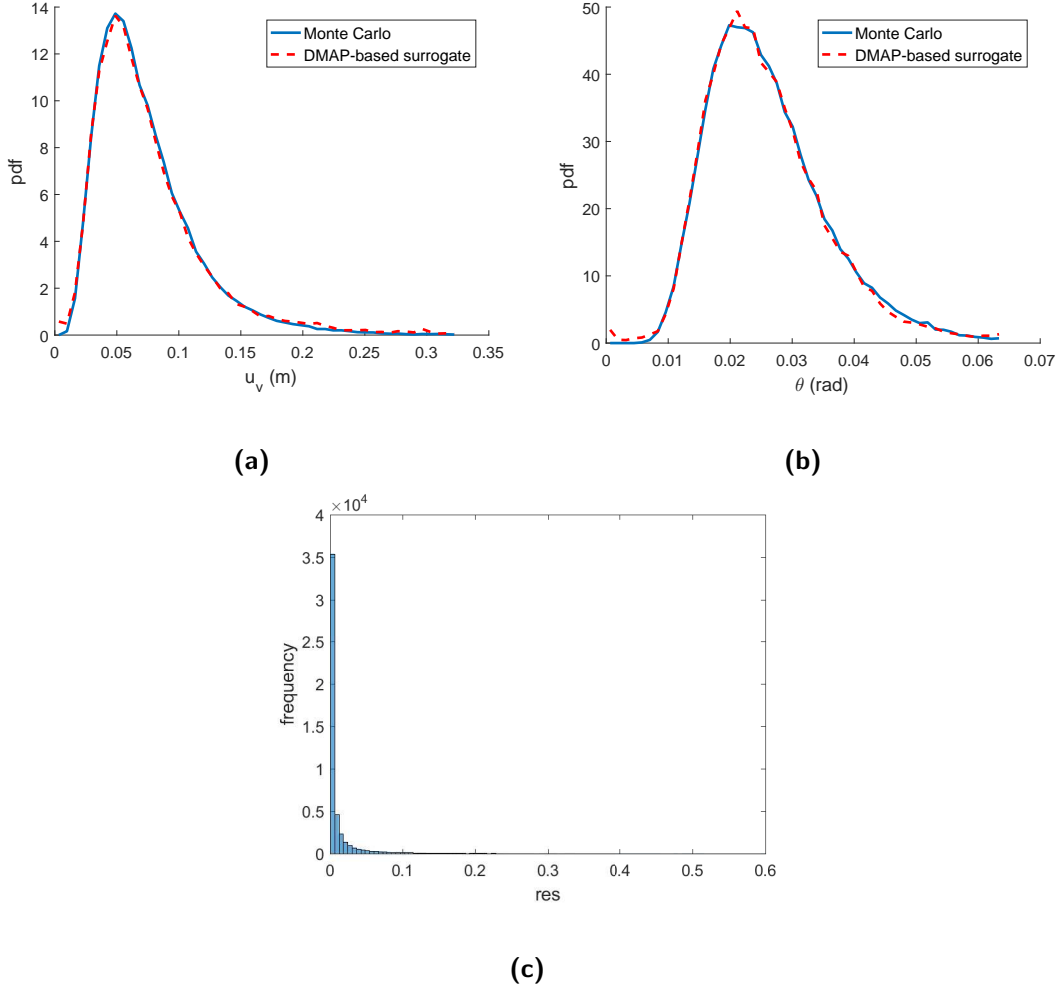 14
12
10
8
6
4
2
0
pdf
0 0.05 0.1 0.15 0.2 0.25 0.3 0.35
u_v (m)
Monte Carlo
DMAP-based surrogate
(a)
50
40
30
20
10
0
pdf
0 0.01 0.02 0.03 0.04 0.05 0.06 0.07
θ (rad)
Monte Carlo
DMAP-based surrogate
(b)
×10^4
4
3.5
3
2.5
2
1.5
1
0.5
0
frequency
0 0.1 0.2 0.3 0.4 0.5 0.6
res
(c)